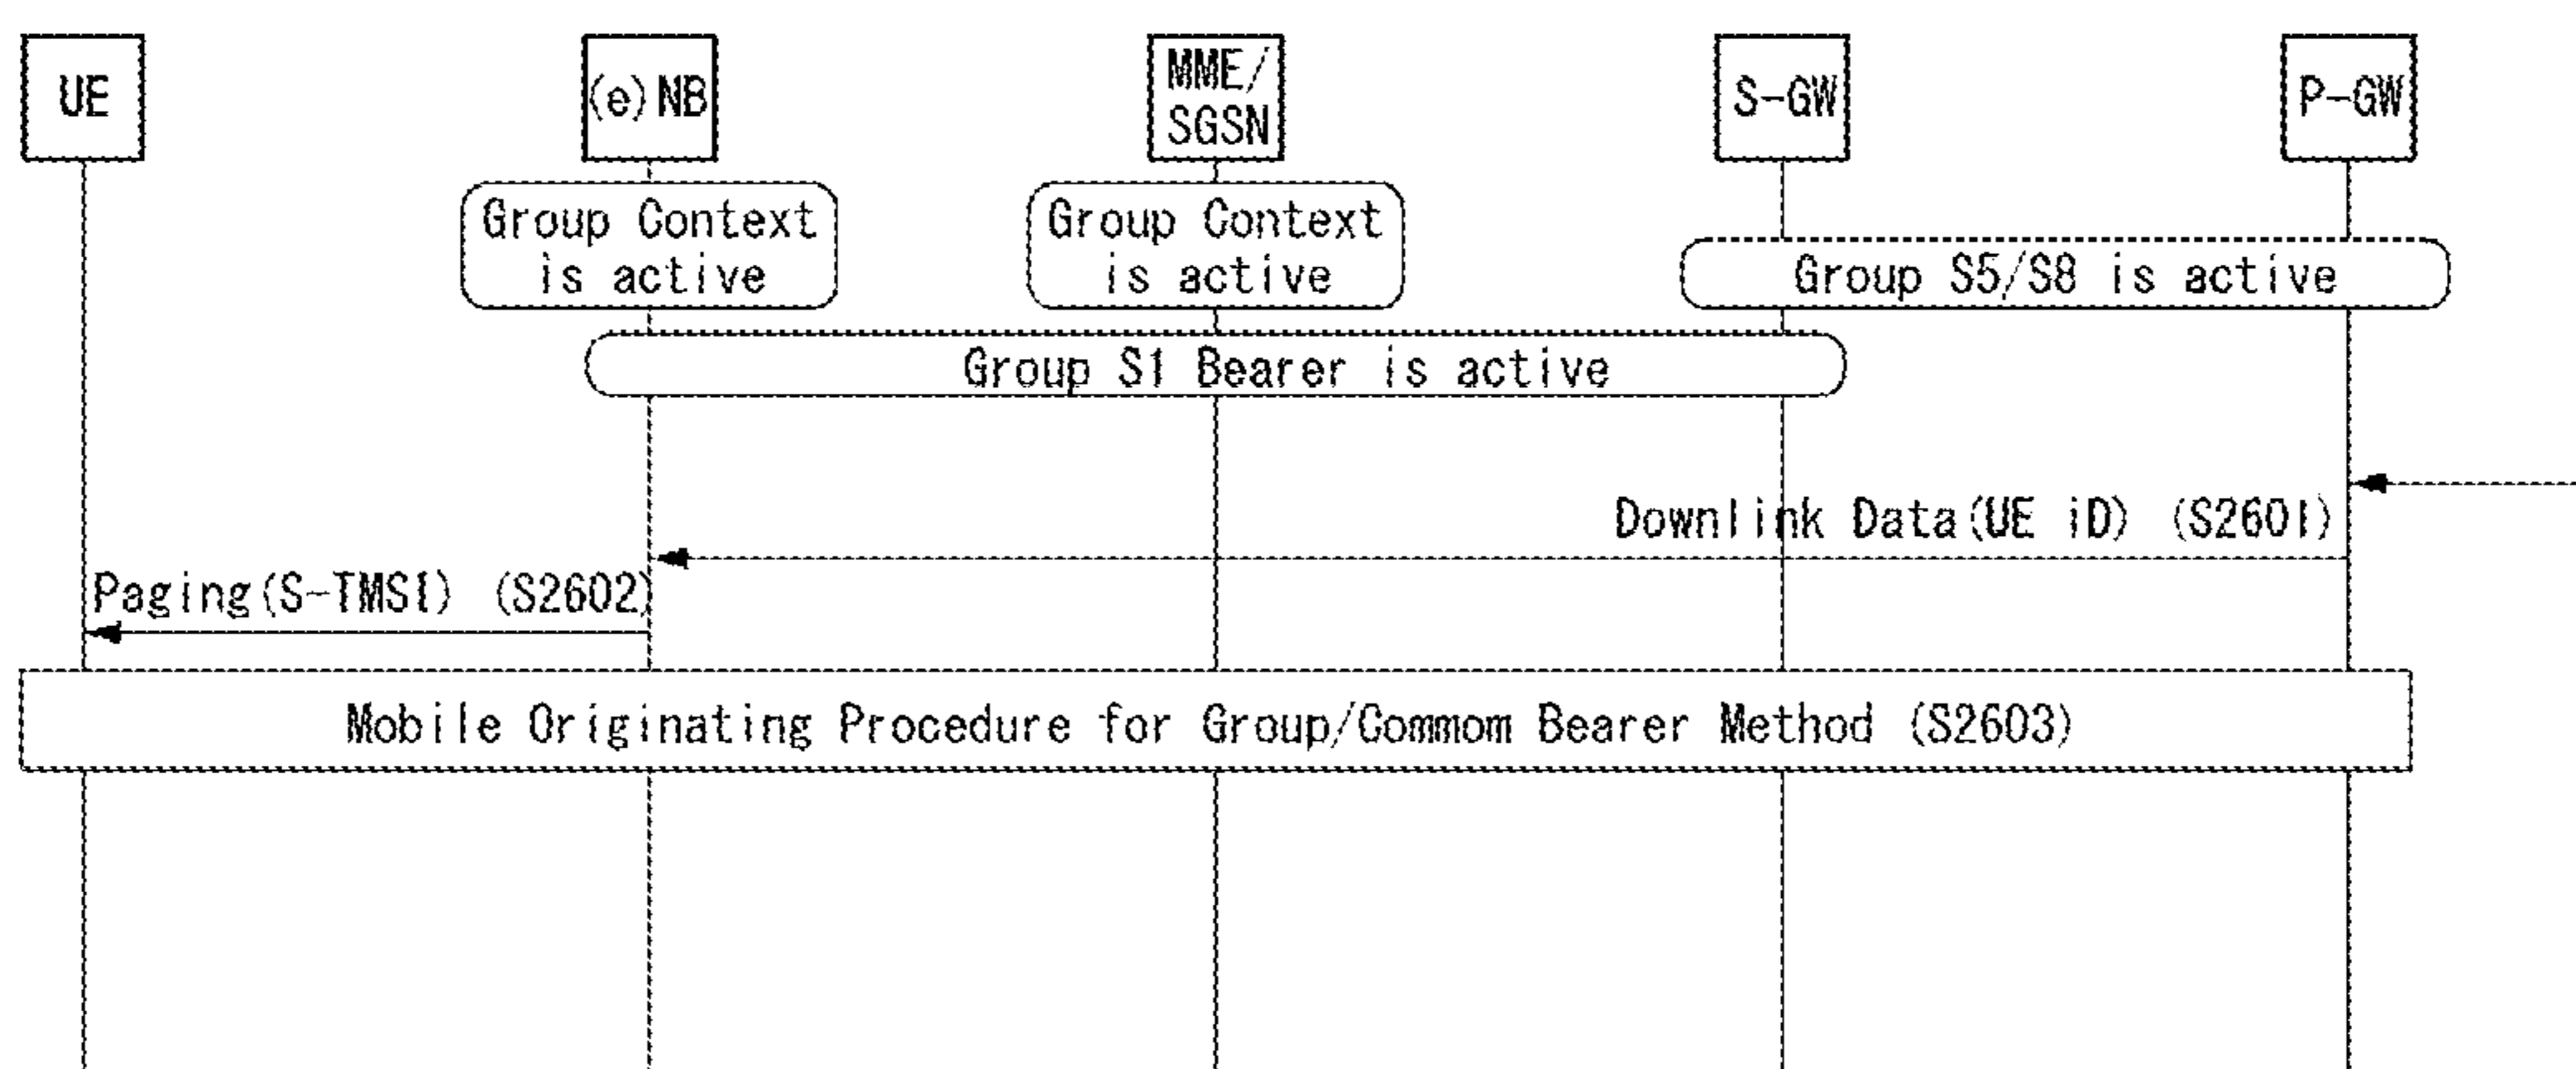 UE
(e)NB
MME/
SGSN
S-GW
P-GW
Group Context
is active
Group Context
is active
Group S5/S8 is active
Group S1 Bearer is active
Downlink Data(UE iD) (S2601)
Paging(S-TMSI) (S2602)
Mobile Originating Procedure for Group/Commom Bearer Method (S2603)